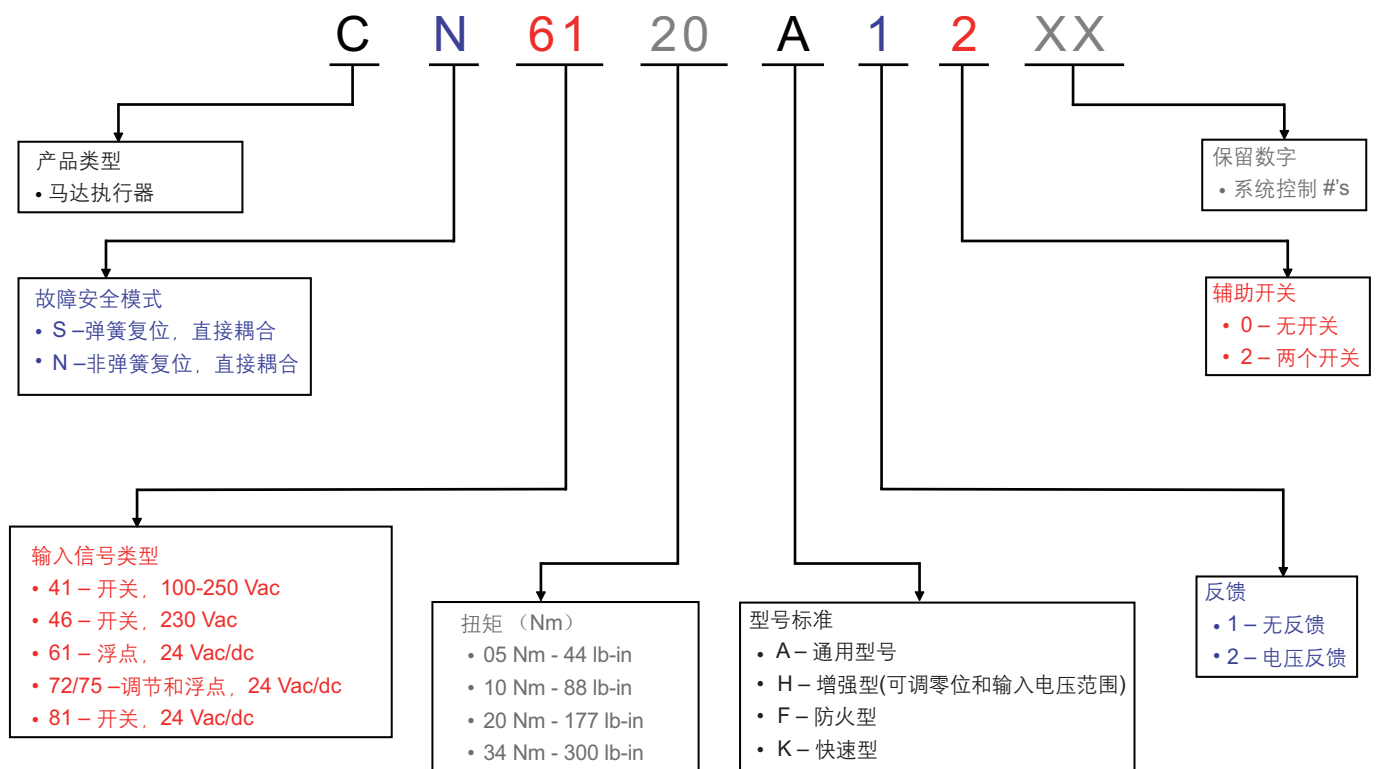 C N 61 20 A 1 2 XX
产品类型
• 马达执行器
保留数字
• 系统控制 #'s
故障安全模式
• S –弹簧复位，直接耦合
• N –非弹簧复位，直接耦合
辅助开关
• 0 – 无开关
• 2 – 两个开关
输入信号类型
• 41 – 开关，100-250 Vac
• 46 – 开关，230 Vac
• 61 – 浮点，24 Vac/dc
• 72/75 –调节和浮点，24 Vac/dc
• 81 – 开关，24 Vac/dc
扭矩 （Nm）
• 05 Nm - 44 lb-in
• 10 Nm - 88 lb-in
• 20 Nm - 177 lb-in
• 34 Nm - 300 lb-in
型号标准
• A – 通用型号
• H – 增强型(可调零位和输入电压范围)
• F – 防火型
• K – 快速型
反馈
• 1 – 无反馈
• 2 – 电压反馈